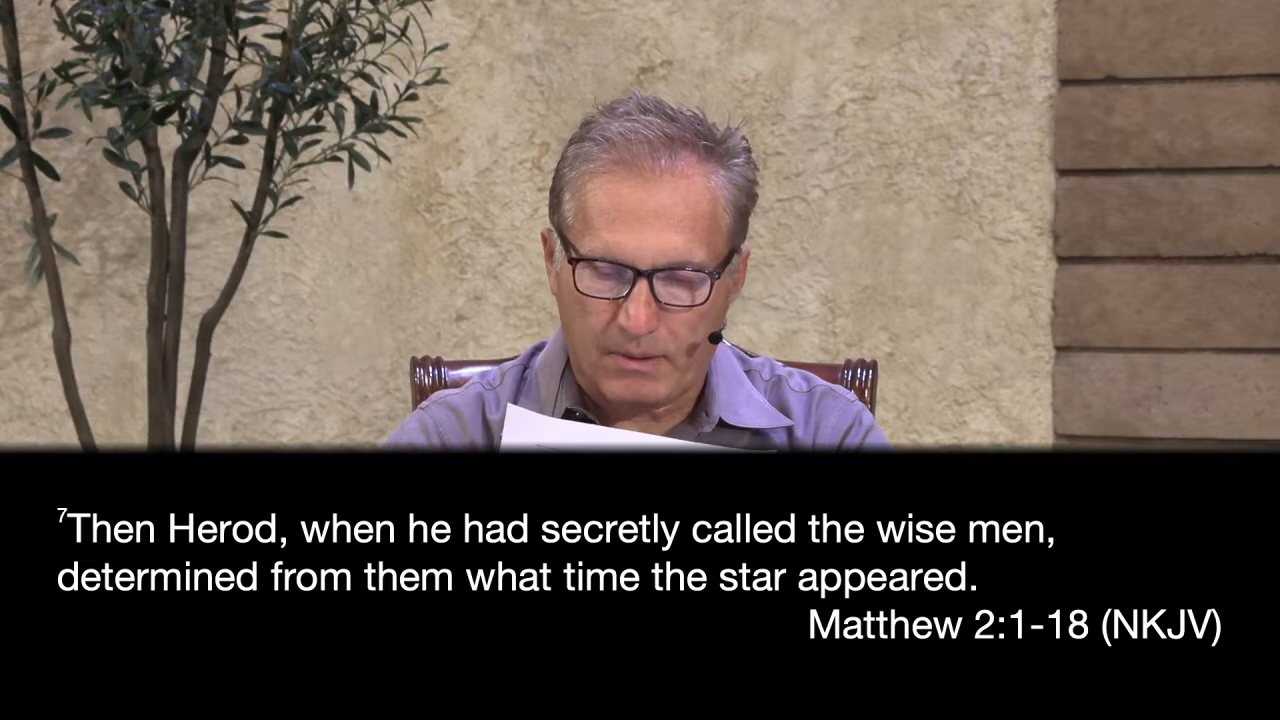 ⁷Then Herod, when he had secretly called the wise men,
determined from them what time the star appeared.
Matthew 2:1-18 (NKJV)